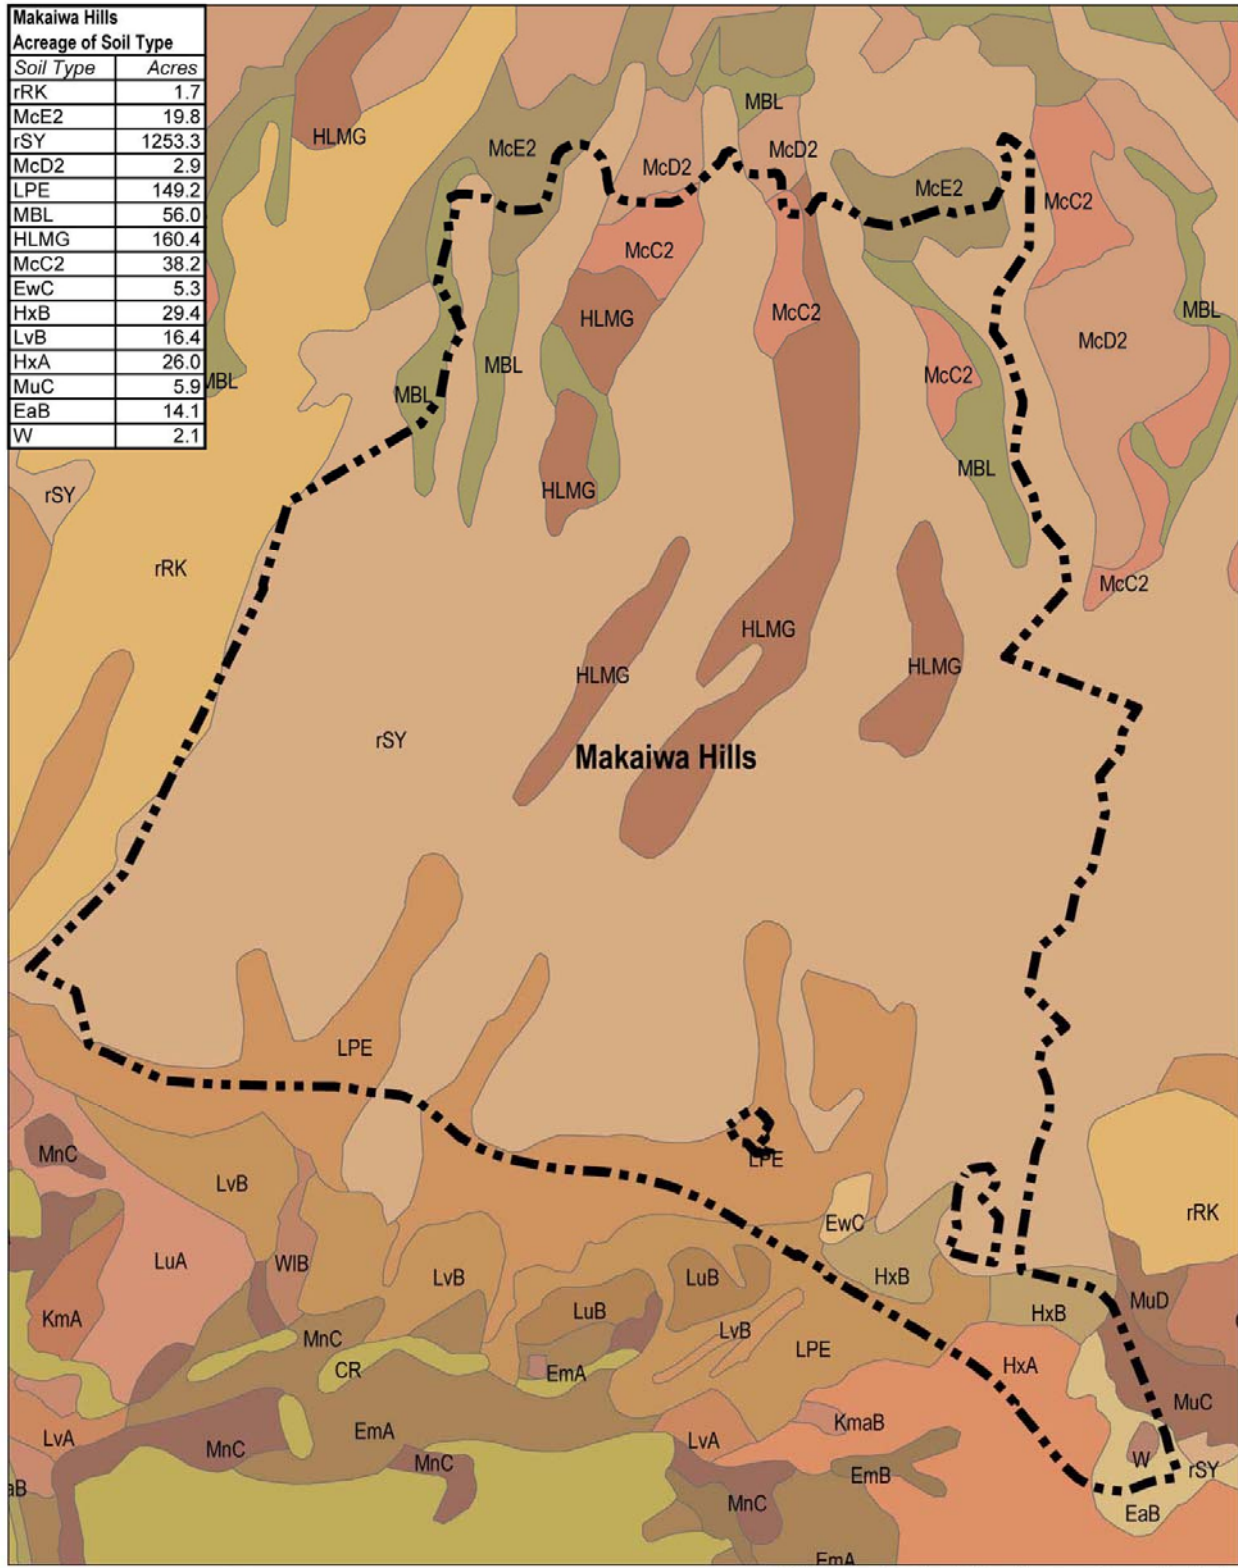 Makaiwa Hills
Acreage of Soil Type
Soil Type Acres
rRK 1.7
McE2 19.8
rSY 1253.3
McD2 2.9
LPE 149.2
MBL 56.0
HLMG 160.4
McC2 38.2
EwC 5.3
HxB 29.4
LvB 16.4
HxA 26.0
MuC 5.9
EaB 14.1
W 2.1
MBL
HLMG
McE2
McD2
McD2
McE2
McC2
McC2
MBL
HLMG
McC2
McD2
MBL
MBL
McC2
MBL
rSY
HLMG
MBL
rRK
McC2
HLMG
HLMG
HLMG
rSY
Makaiwa Hills
LPE
MnC
LPE
LvB
EwC
rRK
LuA
WIB
LvB
LuB
HxB
MuD
KmA
LuB
HxB
MnC
LvB
LPE
HxA
CR
EmA
MuC
LvA
MnC
EmA
LvA
KmaB
MnC
EmB
W
rSY
MnC
EaB
EmA